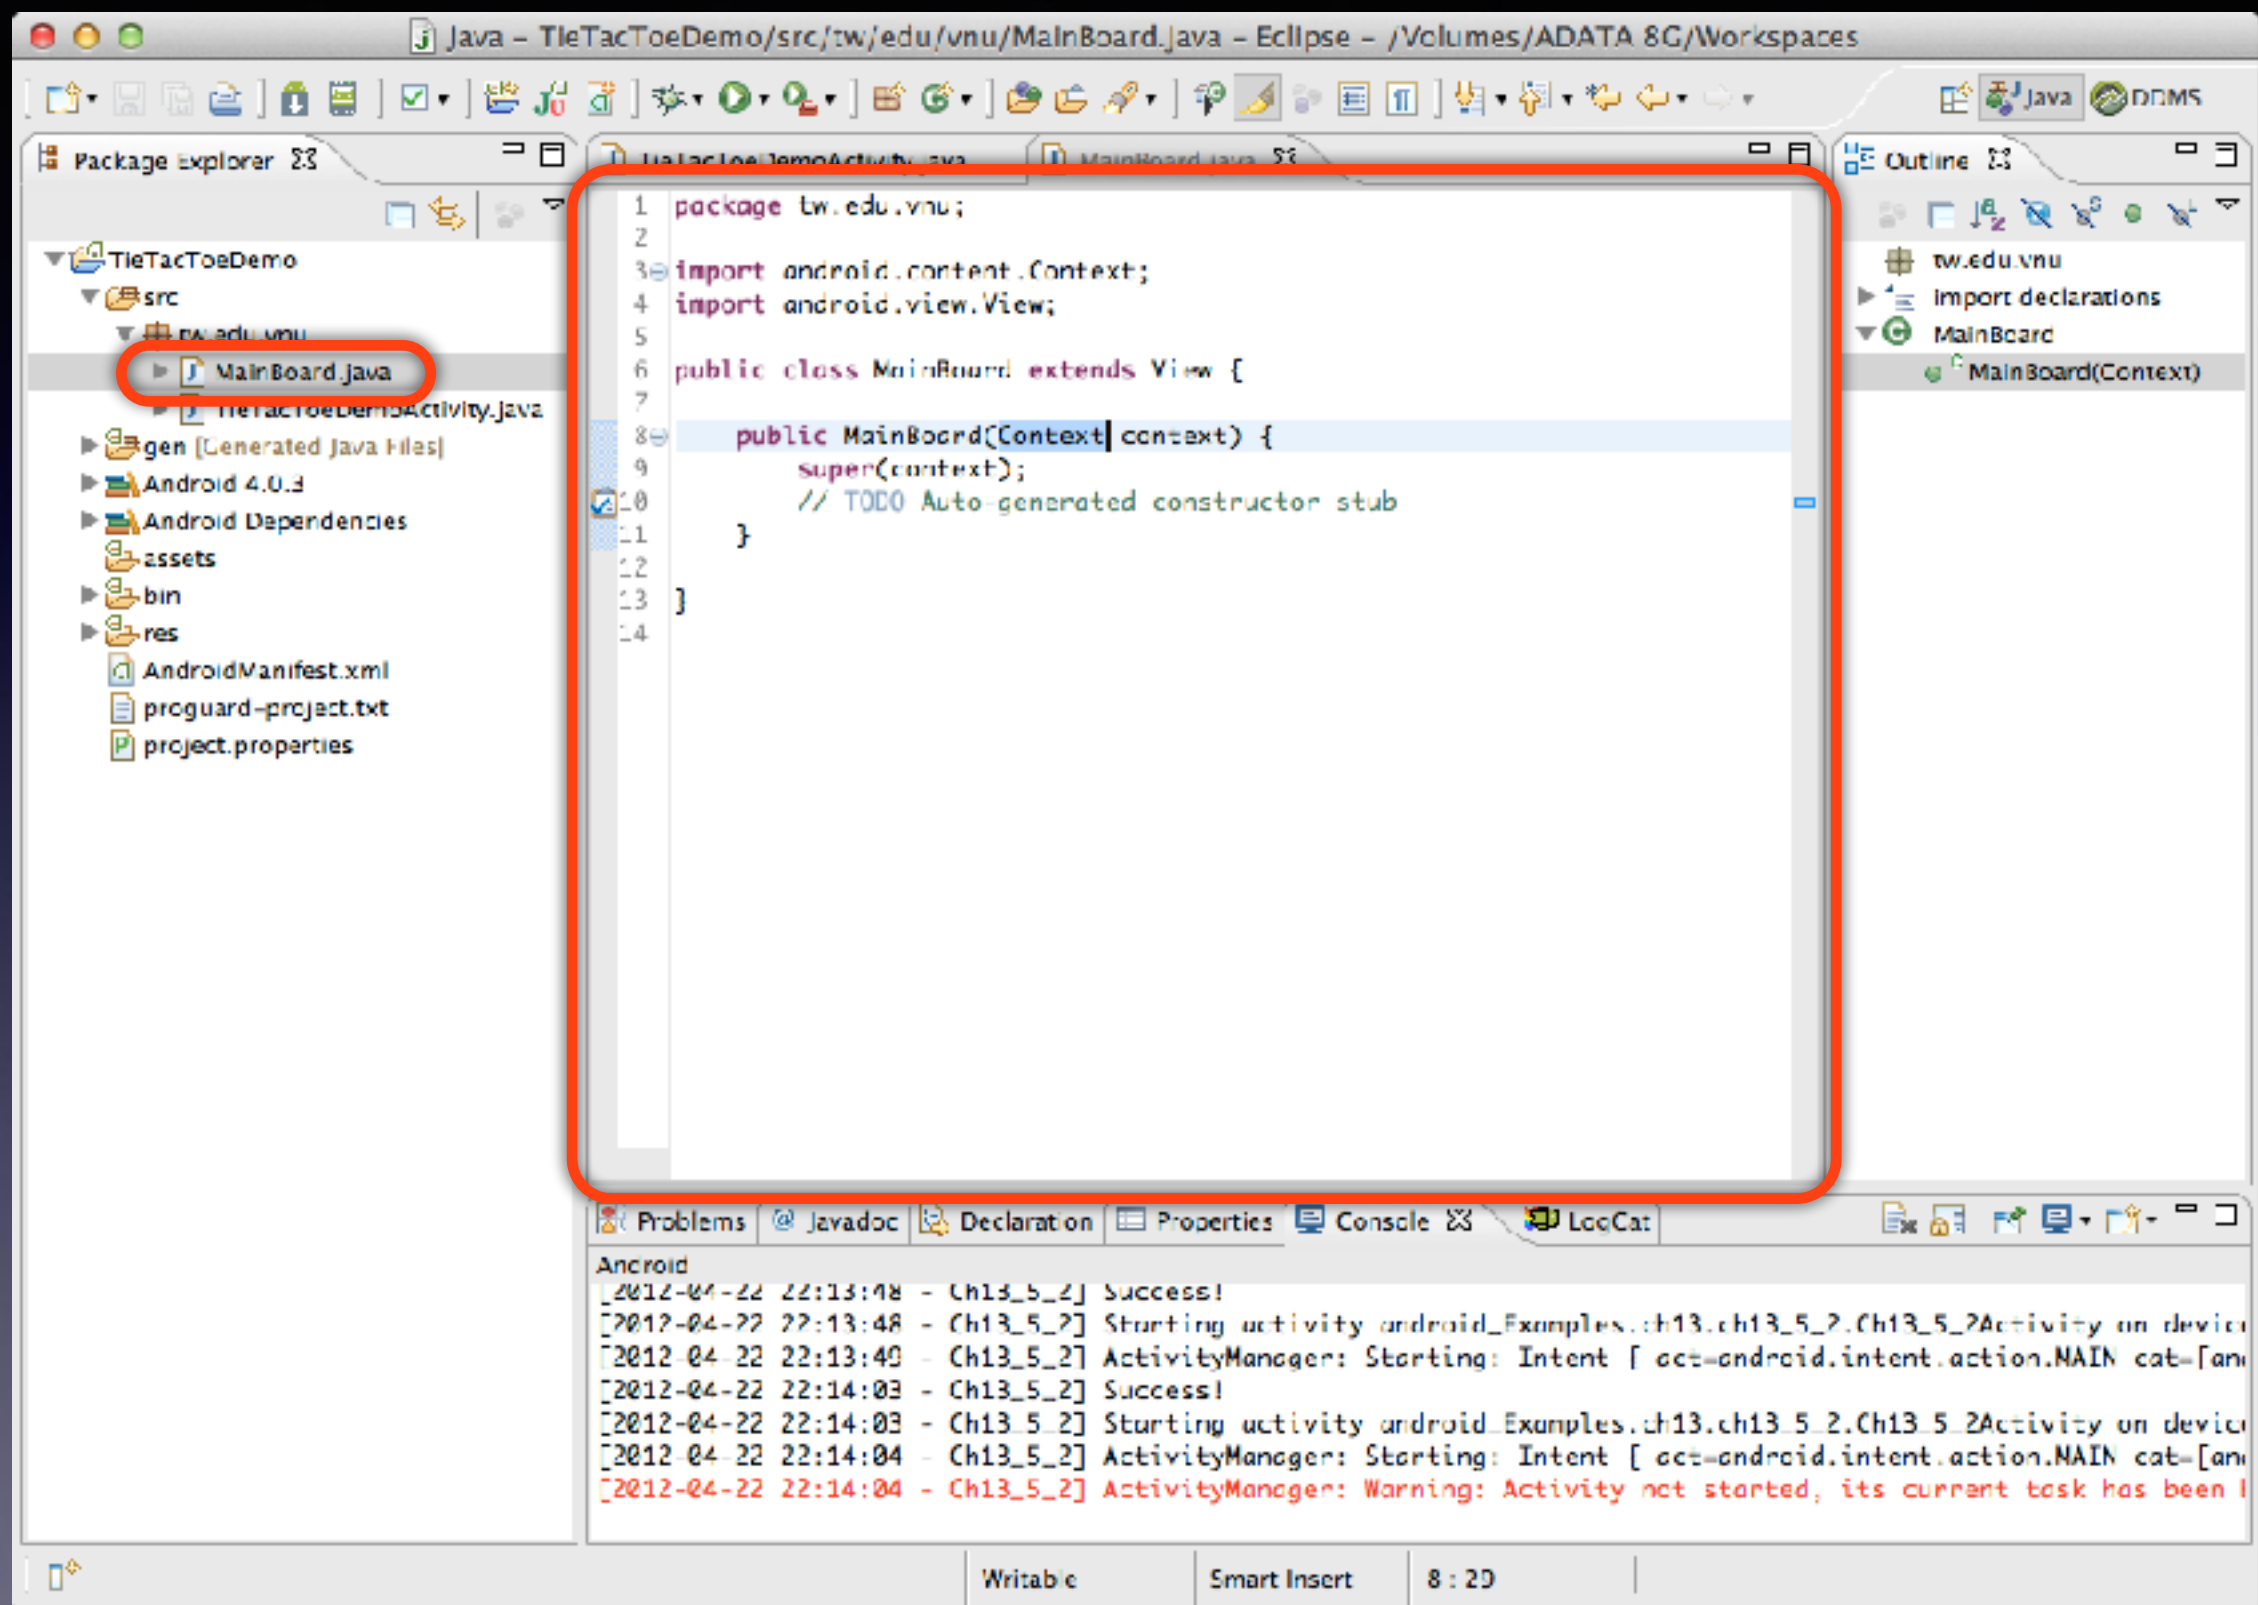 Java – TieTacToeDemo/src/tw/edu/vnu/MainBoard.java – Eclipse – /Volumes/ADATA 8G/Workspaces
Java
DDMS
Package Explorer
TieTacToeDemoActivity.java
MainBoard.java
Outline
TieTacToeDemo
src
tw.edu.vnu
MainBoard.java
TieTacToeDemoActivity.java
gen [Generated Java Files]
Android 4.0.3
Android Dependencies
assets
bin
res
AndroidManifest.xml
proguard-project.txt
project.properties
1 package tw.edu.vnu;
2
3 import android.content.Context;
4 import android.view.View;
5
6 public class MainBoard extends View {
7
8 public MainBoard(Context context) {
9 super(context);
10 // TODO Auto-generated constructor stub
11 }
12
13 }
14
tw.edu.vnu
import declarations
MainBoard
MainBoard(Context)
Problems
Javadoc
Declaration
Properties
Console
LogCat
Android
[2012-04-22 22:13:48 - Ch13_5_2] Success!
[2012-04-22 22:13:48 - Ch13_5_2] Starting activity android_Examples.ch13.ch13_5_2.Ch13_5_2Activity on devic
[2012-04-22 22:13:49 - Ch13_5_2] ActivityManager: Starting: Intent { act=android.intent.action.MAIN cat=[an
[2012-04-22 22:14:03 - Ch13_5_2] Success!
[2012-04-22 22:14:03 - Ch13_5_2] Starting activity android_Examples.ch13.ch13_5_2.Ch13_5_2Activity on devic
[2012-04-22 22:14:04 - Ch13_5_2] ActivityManager: Starting: Intent { act=android.intent.action.MAIN cat=[an
[2012-04-22 22:14:04 - Ch13_5_2] ActivityManager: Warning: Activity not started, its current task has been
Writable
Smart Insert
8 : 29